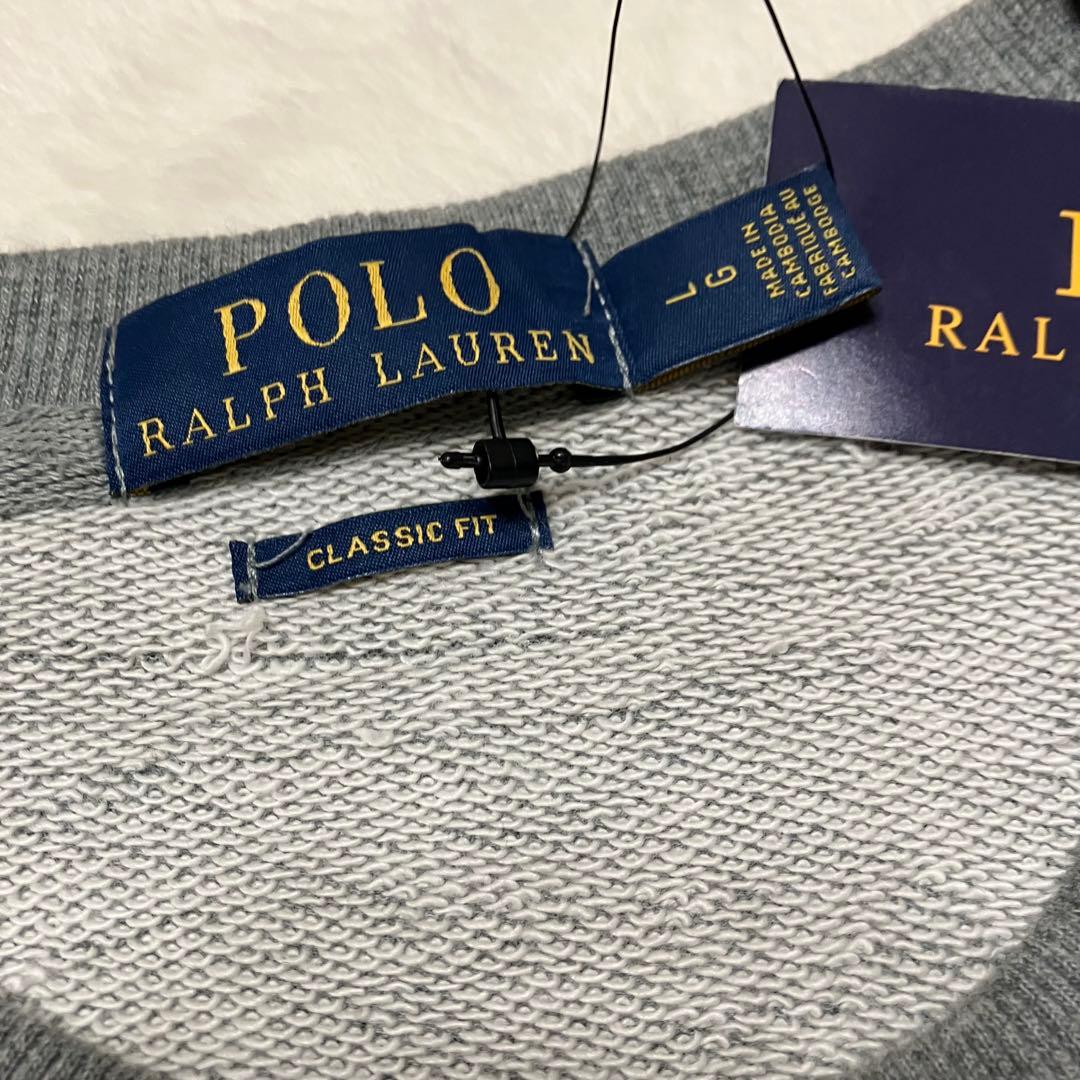 POLO
RALPH LAUREN
L
G
MADE IN
CAMBODIA
FABRIQUÉ AU
CAMBODGE
CLASSIC FIT
RAL